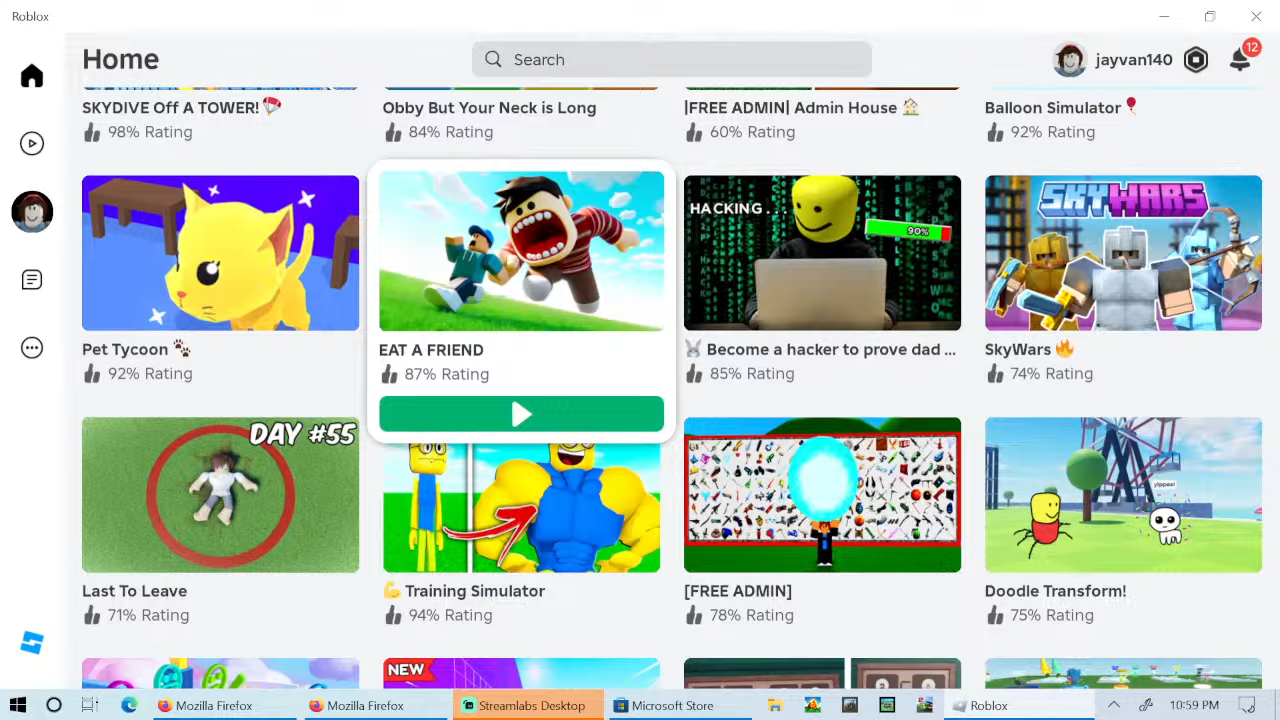 Roblox
Home
Search
jayvan140
12
SKYDIVE Off A TOWER! 🪂
98% Rating
Obby But Your Neck is Long
84% Rating
|FREE ADMIN| Admin House 🏠
60% Rating
Balloon Simulator🎈
92% Rating
Pet Tycoon 🐾
92% Rating
EAT A FRIEND
87% Rating
HACKING . . .
90%
🐰 Become a hacker to prove dad ...
85% Rating
SKYWARS
SkyWars 🔥
74% Rating
DAY #55
Last To Leave
71% Rating
💪 Training Simulator
94% Rating
[FREE ADMIN]
78% Rating
yippee!
Doodle Transform!
75% Rating
NEW
Mozilla Firefox
Mozilla Firefox
Streamlabs Desktop
Microsoft Store
Roblox
10:59 PM